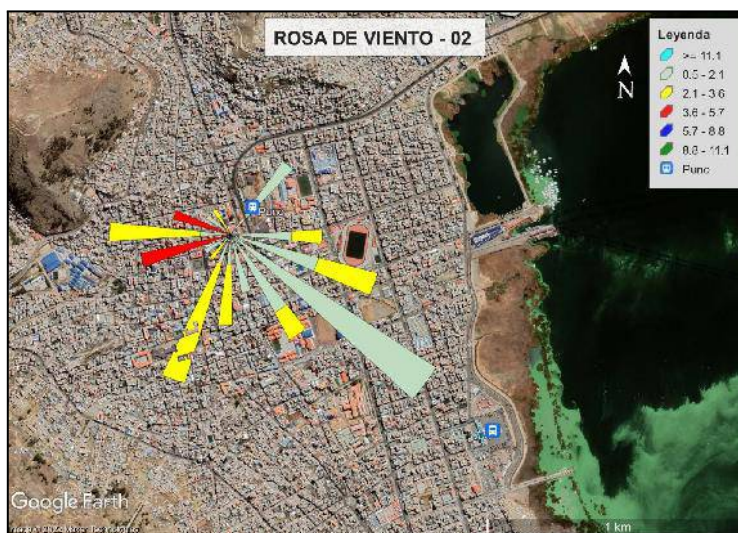 ROSA DE VIENTO - 02
Leyenda
>= 11.1
0.5 - 2.1
2.1 - 3.6
3.6 - 5.7
5.7 - 8.8
8.8 - 11.1
Puno
N
Google Earth
1 km